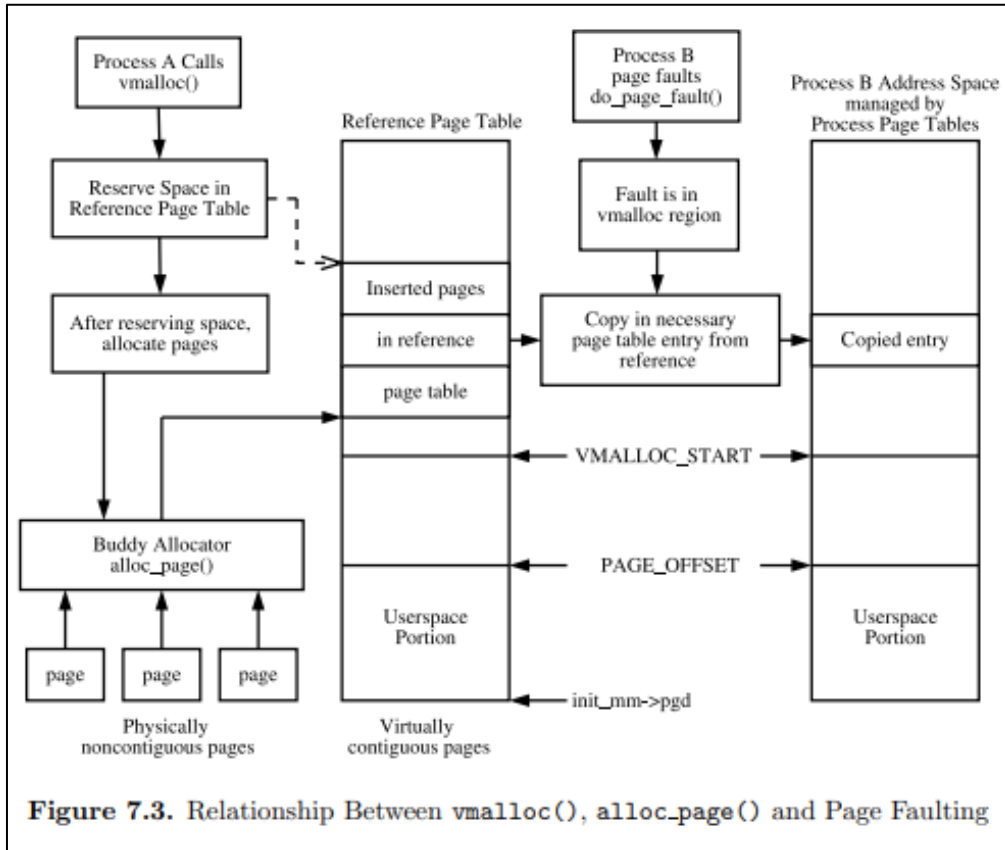 Process A Calls
vmalloc()
Reserve Space in
Reference Page Table
After reserving space,
allocate pages
Buddy Allocator
alloc_page()
page
page
page
Physically
noncontiguous pages
Reference Page Table
Inserted pages
in reference
page table
Userspace
Portion
Virtually
contiguous pages
Process B
page faults
do_page_fault()
Fault is in
vmalloc region
Copy in necessary
page table entry from
reference
VMALLOC_START
PAGE_OFFSET
init_mm->pgd
Process B Address Space
managed by
Process Page Tables
Copied entry
Userspace
Portion
Figure 7.3. Relationship Between vmalloc(), alloc_page() and Page Faulting